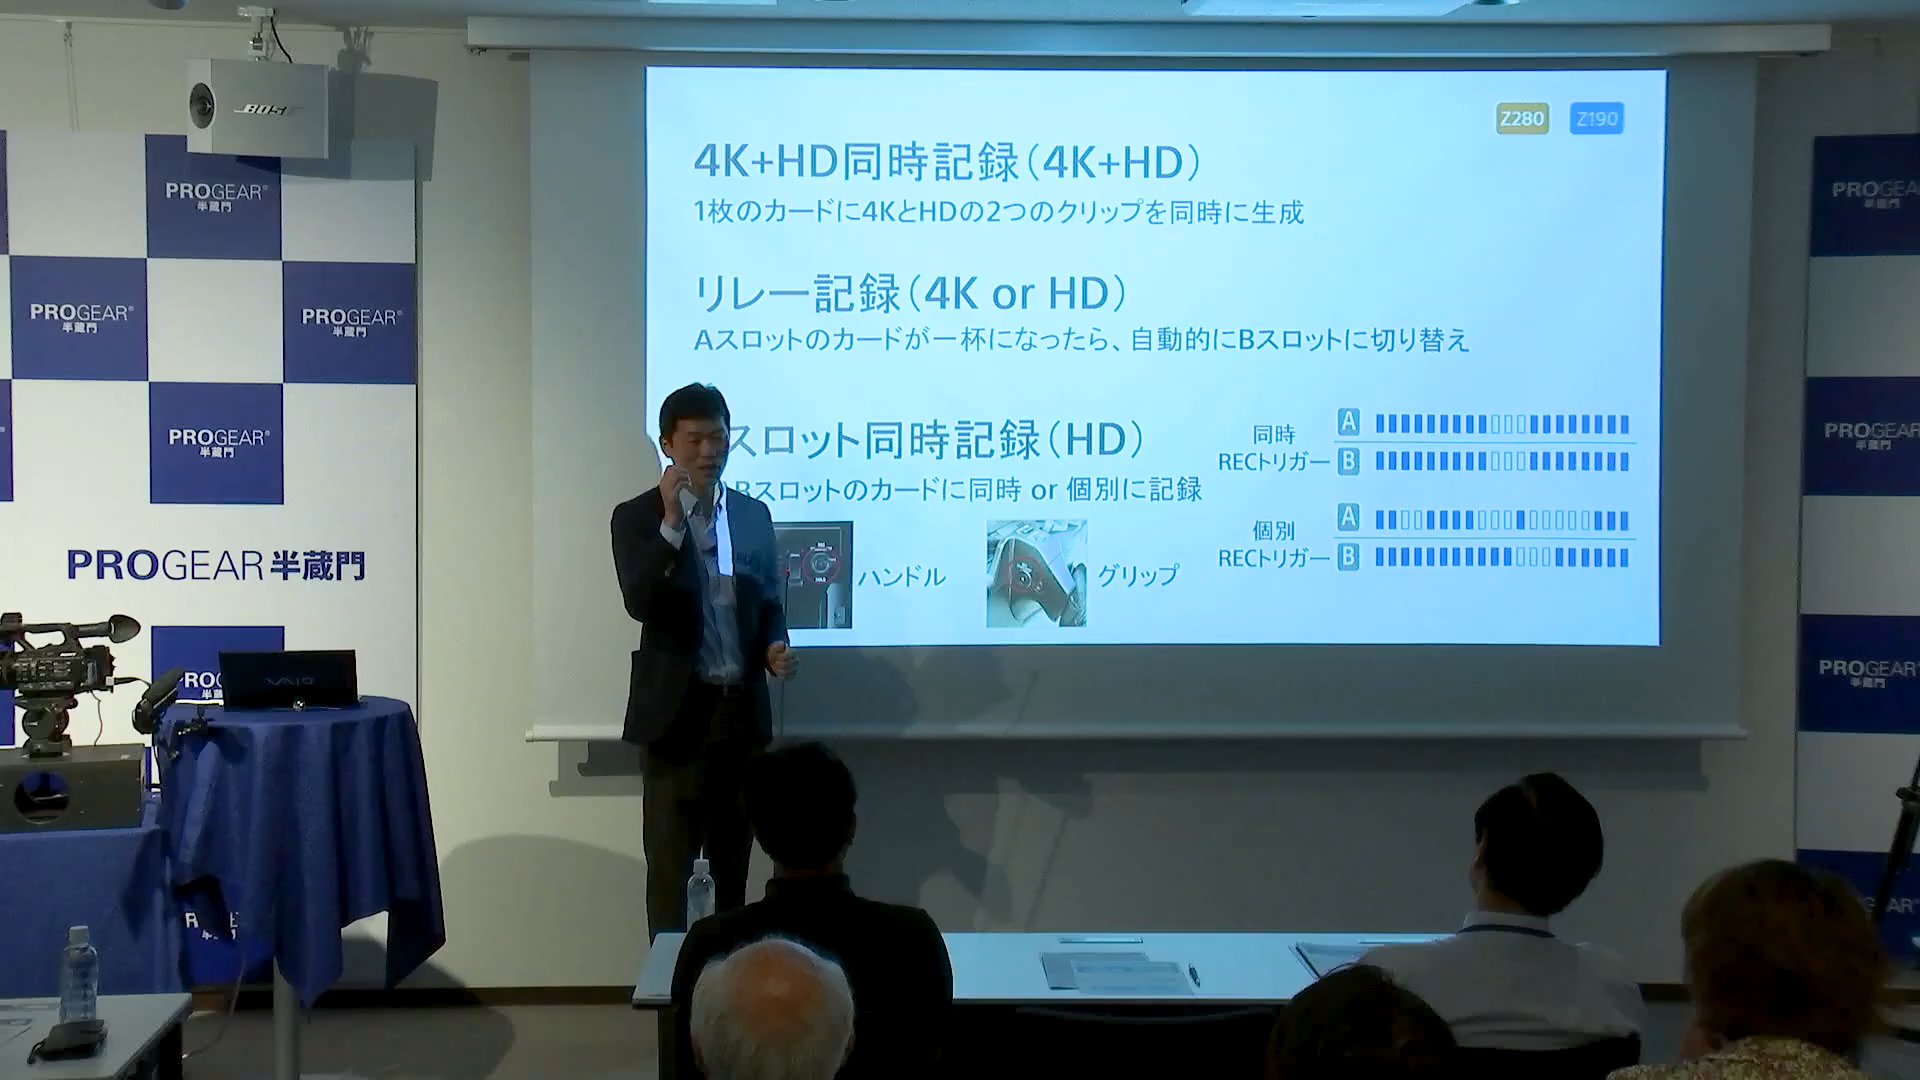 BOSE
Z280
Z190
4K+HD同時記録（4K+HD）
1枚のカードに4KとHDの2つのクリップを同時に生成
リレー記録（4K or HD）
Aスロットのカードが一杯になったら、自動的にBスロットに切り替え
スロット同時記録（HD）
Bスロットのカードに同時 or 個別に記録
ハンドル
グリップ
同時
RECトリガー
A
B
個別
RECトリガー
A
B
PROGEAR®
半蔵門
PROGEAR®
半蔵門
PROGEAR®
半蔵門
PROGEAR®
半蔵門
PROGEAR 半蔵門
VAIO
PROGEA
半蔵門
PROGEAR
半蔵門
PROGEAR
半蔵門